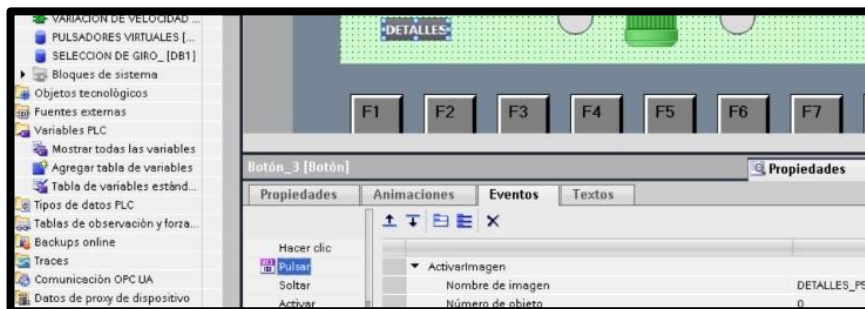 VARIACION DE VELOCIDAD ...
PULSADORES VIRTUALES [...
SELECCION DE GIRO_ [DB1]
Bloques de sistema
Objetos tecnológicos
Fuentes externas
Variables PLC
Mostrar todas las variables
Agregar tabla de variables
Tabla de variables estánd...
Tipos de datos PLC
Tablas de observación y forza...
Backups online
Traces
Comunicación OPC UA
Datos de proxy de dispositivo
DETALLES
F1 F2 F3 F4 F5 F6 F7
Botón_3 [Botón]
Propiedades
Propiedades Animaciones Eventos Textos
Hacer clic
Pulsar
Soltar
Activar
ActivarImagen
Nombre de imagen DETALLES_PS
Número de objeto 0